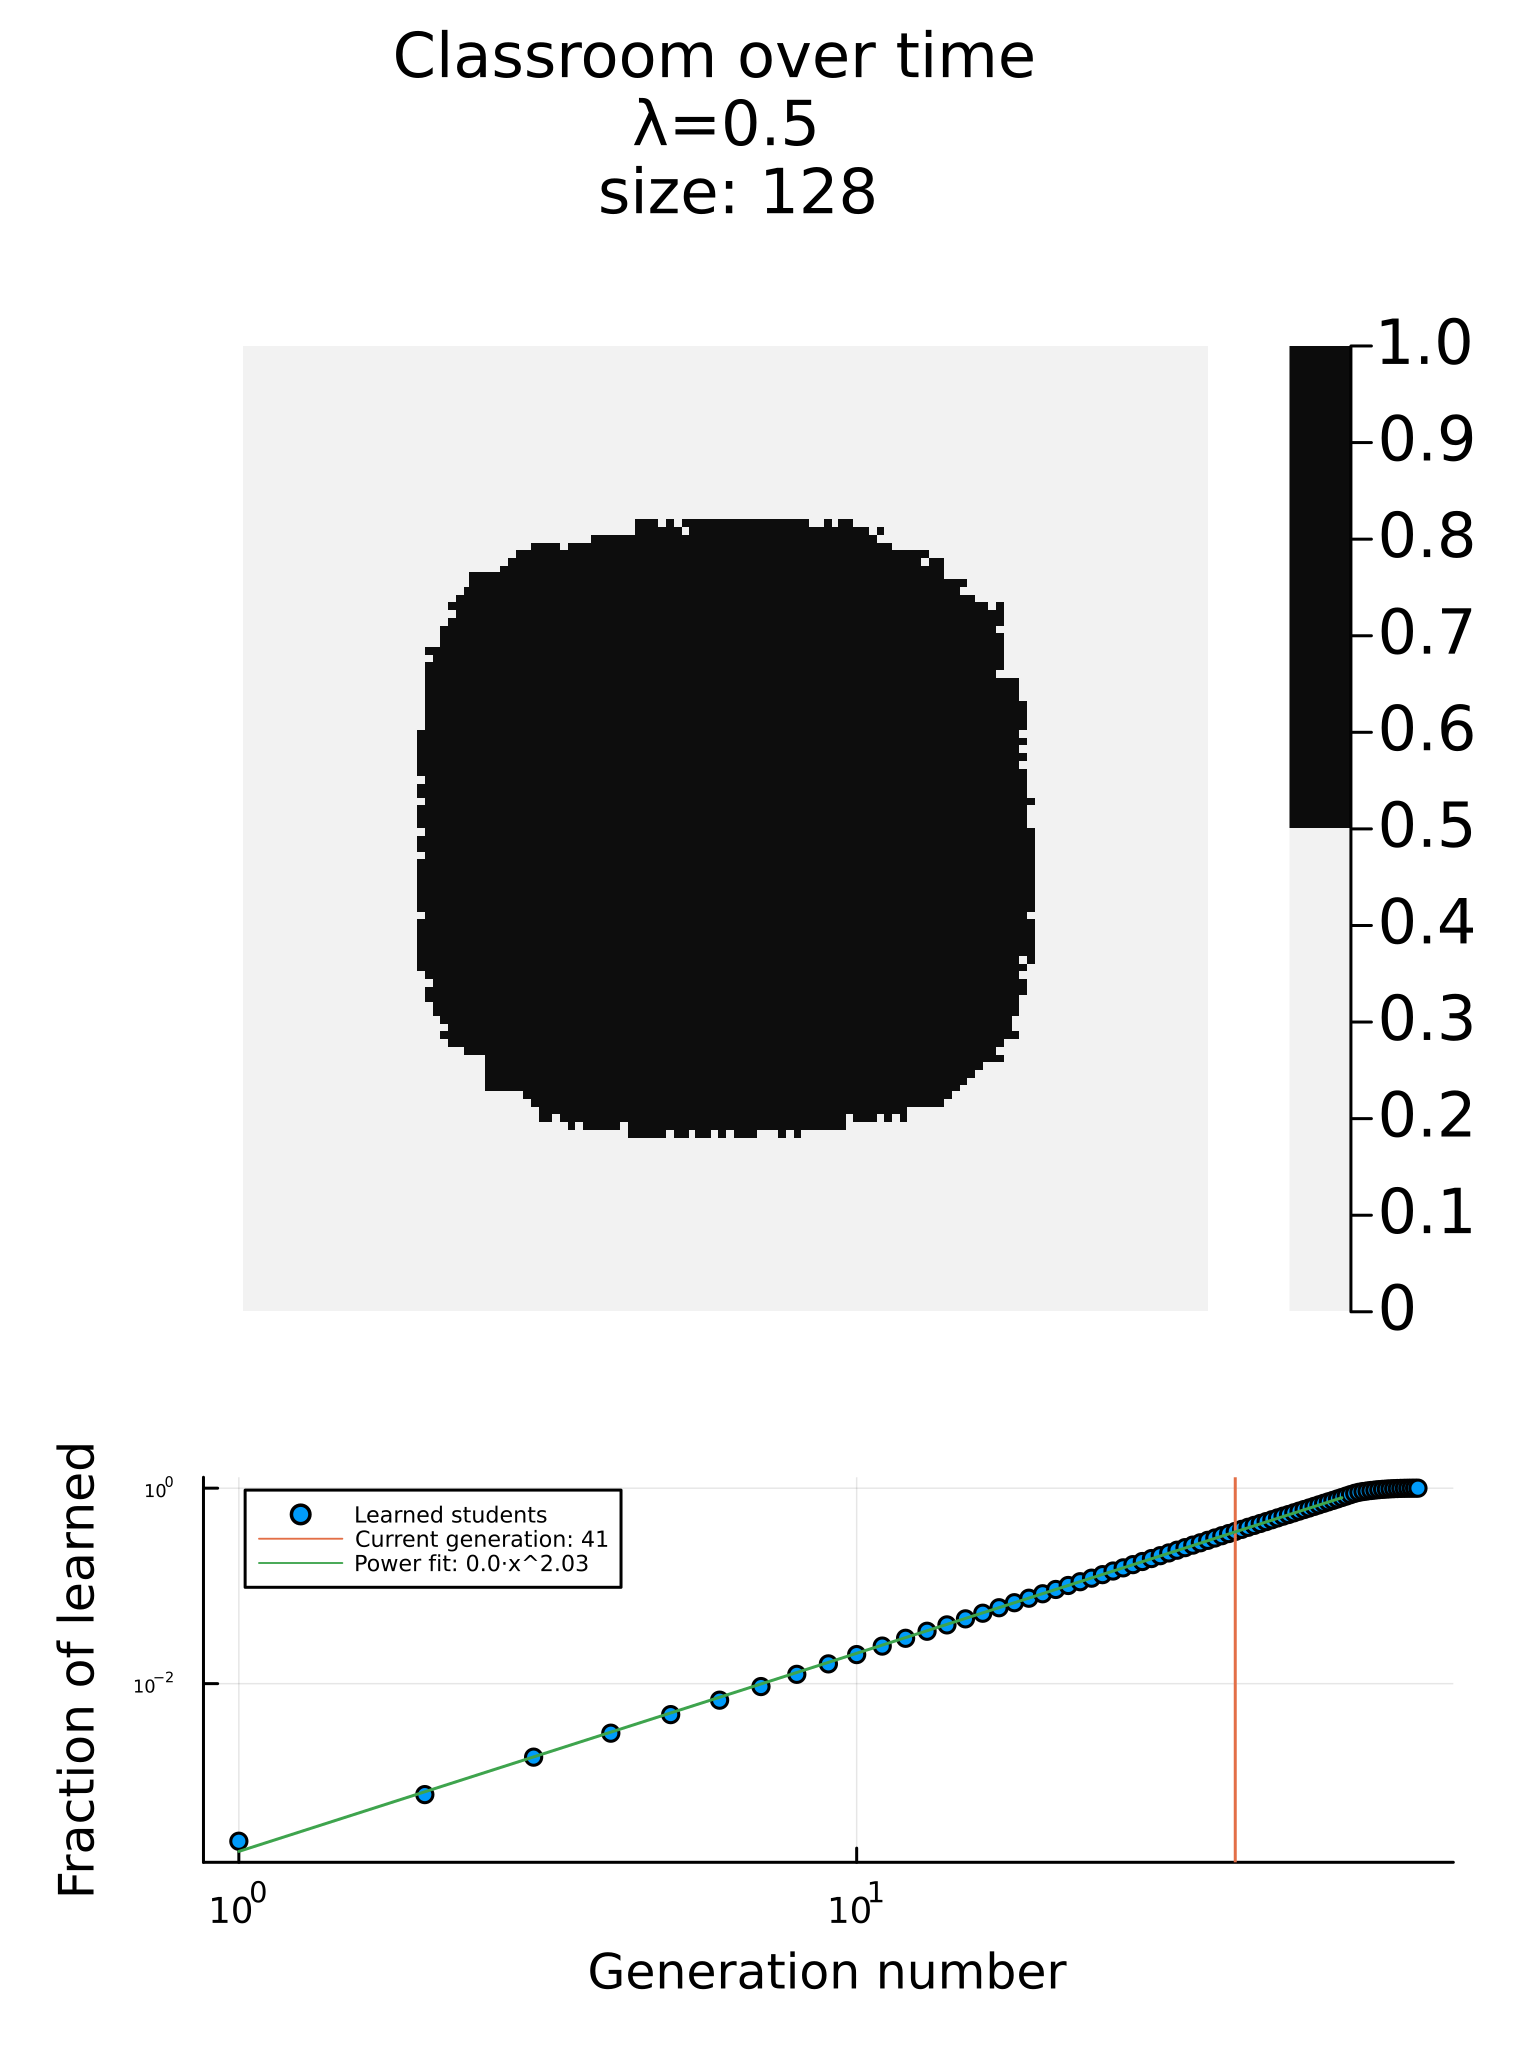 Classroom over time
λ=0.5
size: 128
1.0
0.9
0.8
0.7
0.6
0.5
0.4
0.3
0.2
0.1
0
Fraction of learned
10^0
10^−2
Learned students
Current generation: 41
Power fit: 0.0·x^2.03
10^0
10^1
Generation number